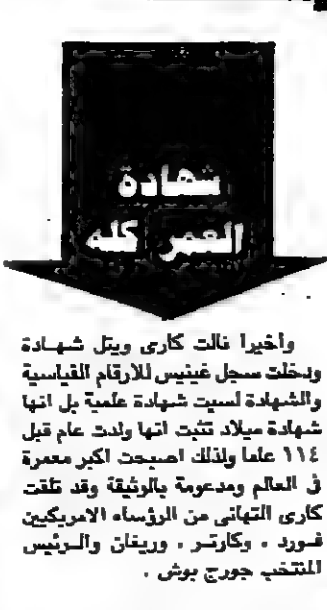 شهادة
العمر كله
واخيرا نالت كارى ويتل شهادة
ودخلت سجل غينيس للارقام القياسية
والشهادة لسيت شهادة علمية بل انها
شهادة ميلاد تثبت انها ولدت عام قبل
١١٤ عاما ولذلك اصبحت اكبر معمرة
فى العالم ومدعومة بالوثيقة وقد تلقت
كارى التهانى من الرؤساء الامريكيين
فورد ، وكارتر ، وريغان والرئيس
المنتخب جورج بوش .